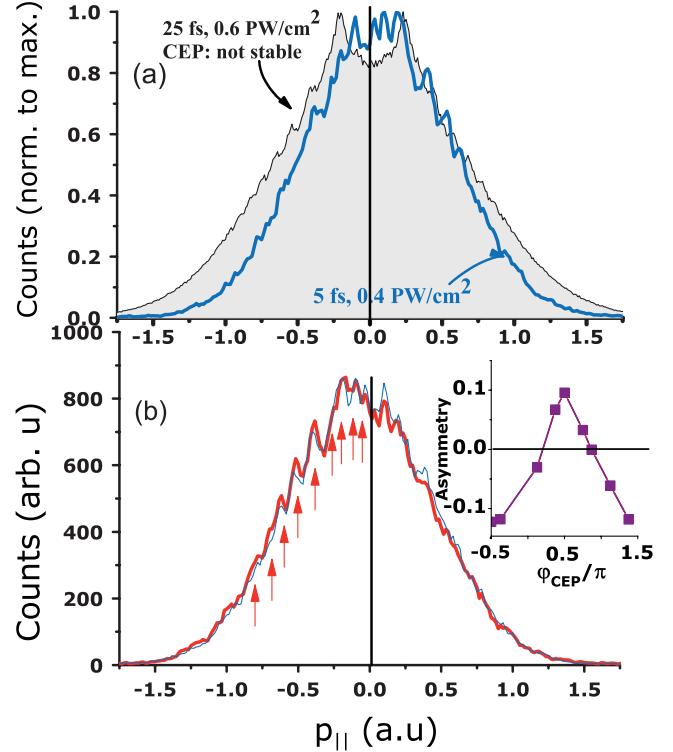 25 fs, 0.6 PW/cm2
CEP: not stable
(a)
Counts (norm. to max.)
1.0
0.8
0.6
0.4
0.2
0.0
5 fs, 0.4 PW/cm2
-1.5 -1.0 -0.5 0.0 0.5 1.0 1.5
(b)
Counts (arb. u)
1000
800
600
400
200
0
Asymmetry
0.1
0.0
-0.1
-0.5 0.5 1.5
φCEP/π
-1.5 -1.0 -0.5 0.0 0.5 1.0 1.5
p|| (a.u)